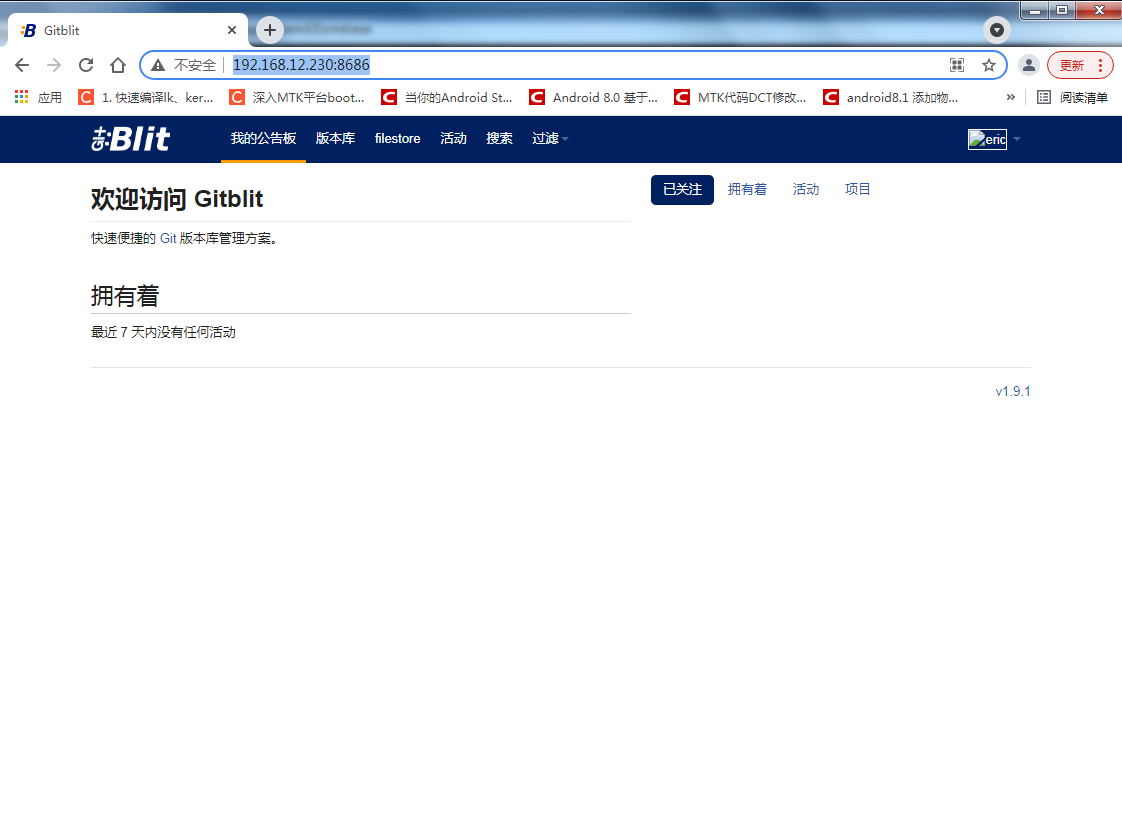 Gitblit
不安全 192.168.12.230:8686
更新
应用 1. 快速编译lk、ker... 深入MTK平台boot... 当你的Android St... Android 8.0 基于... MTK代码DCT修改... android8.1 添加物... » 阅读清单
Blit 我的公告板 版本库 filestore 活动 搜索 过滤 eric
欢迎访问 Gitblit
已关注 拥有着 活动 项目
快速便捷的 Git 版本库管理方案。
拥有着
最近 7 天内没有任何活动
v1.9.1